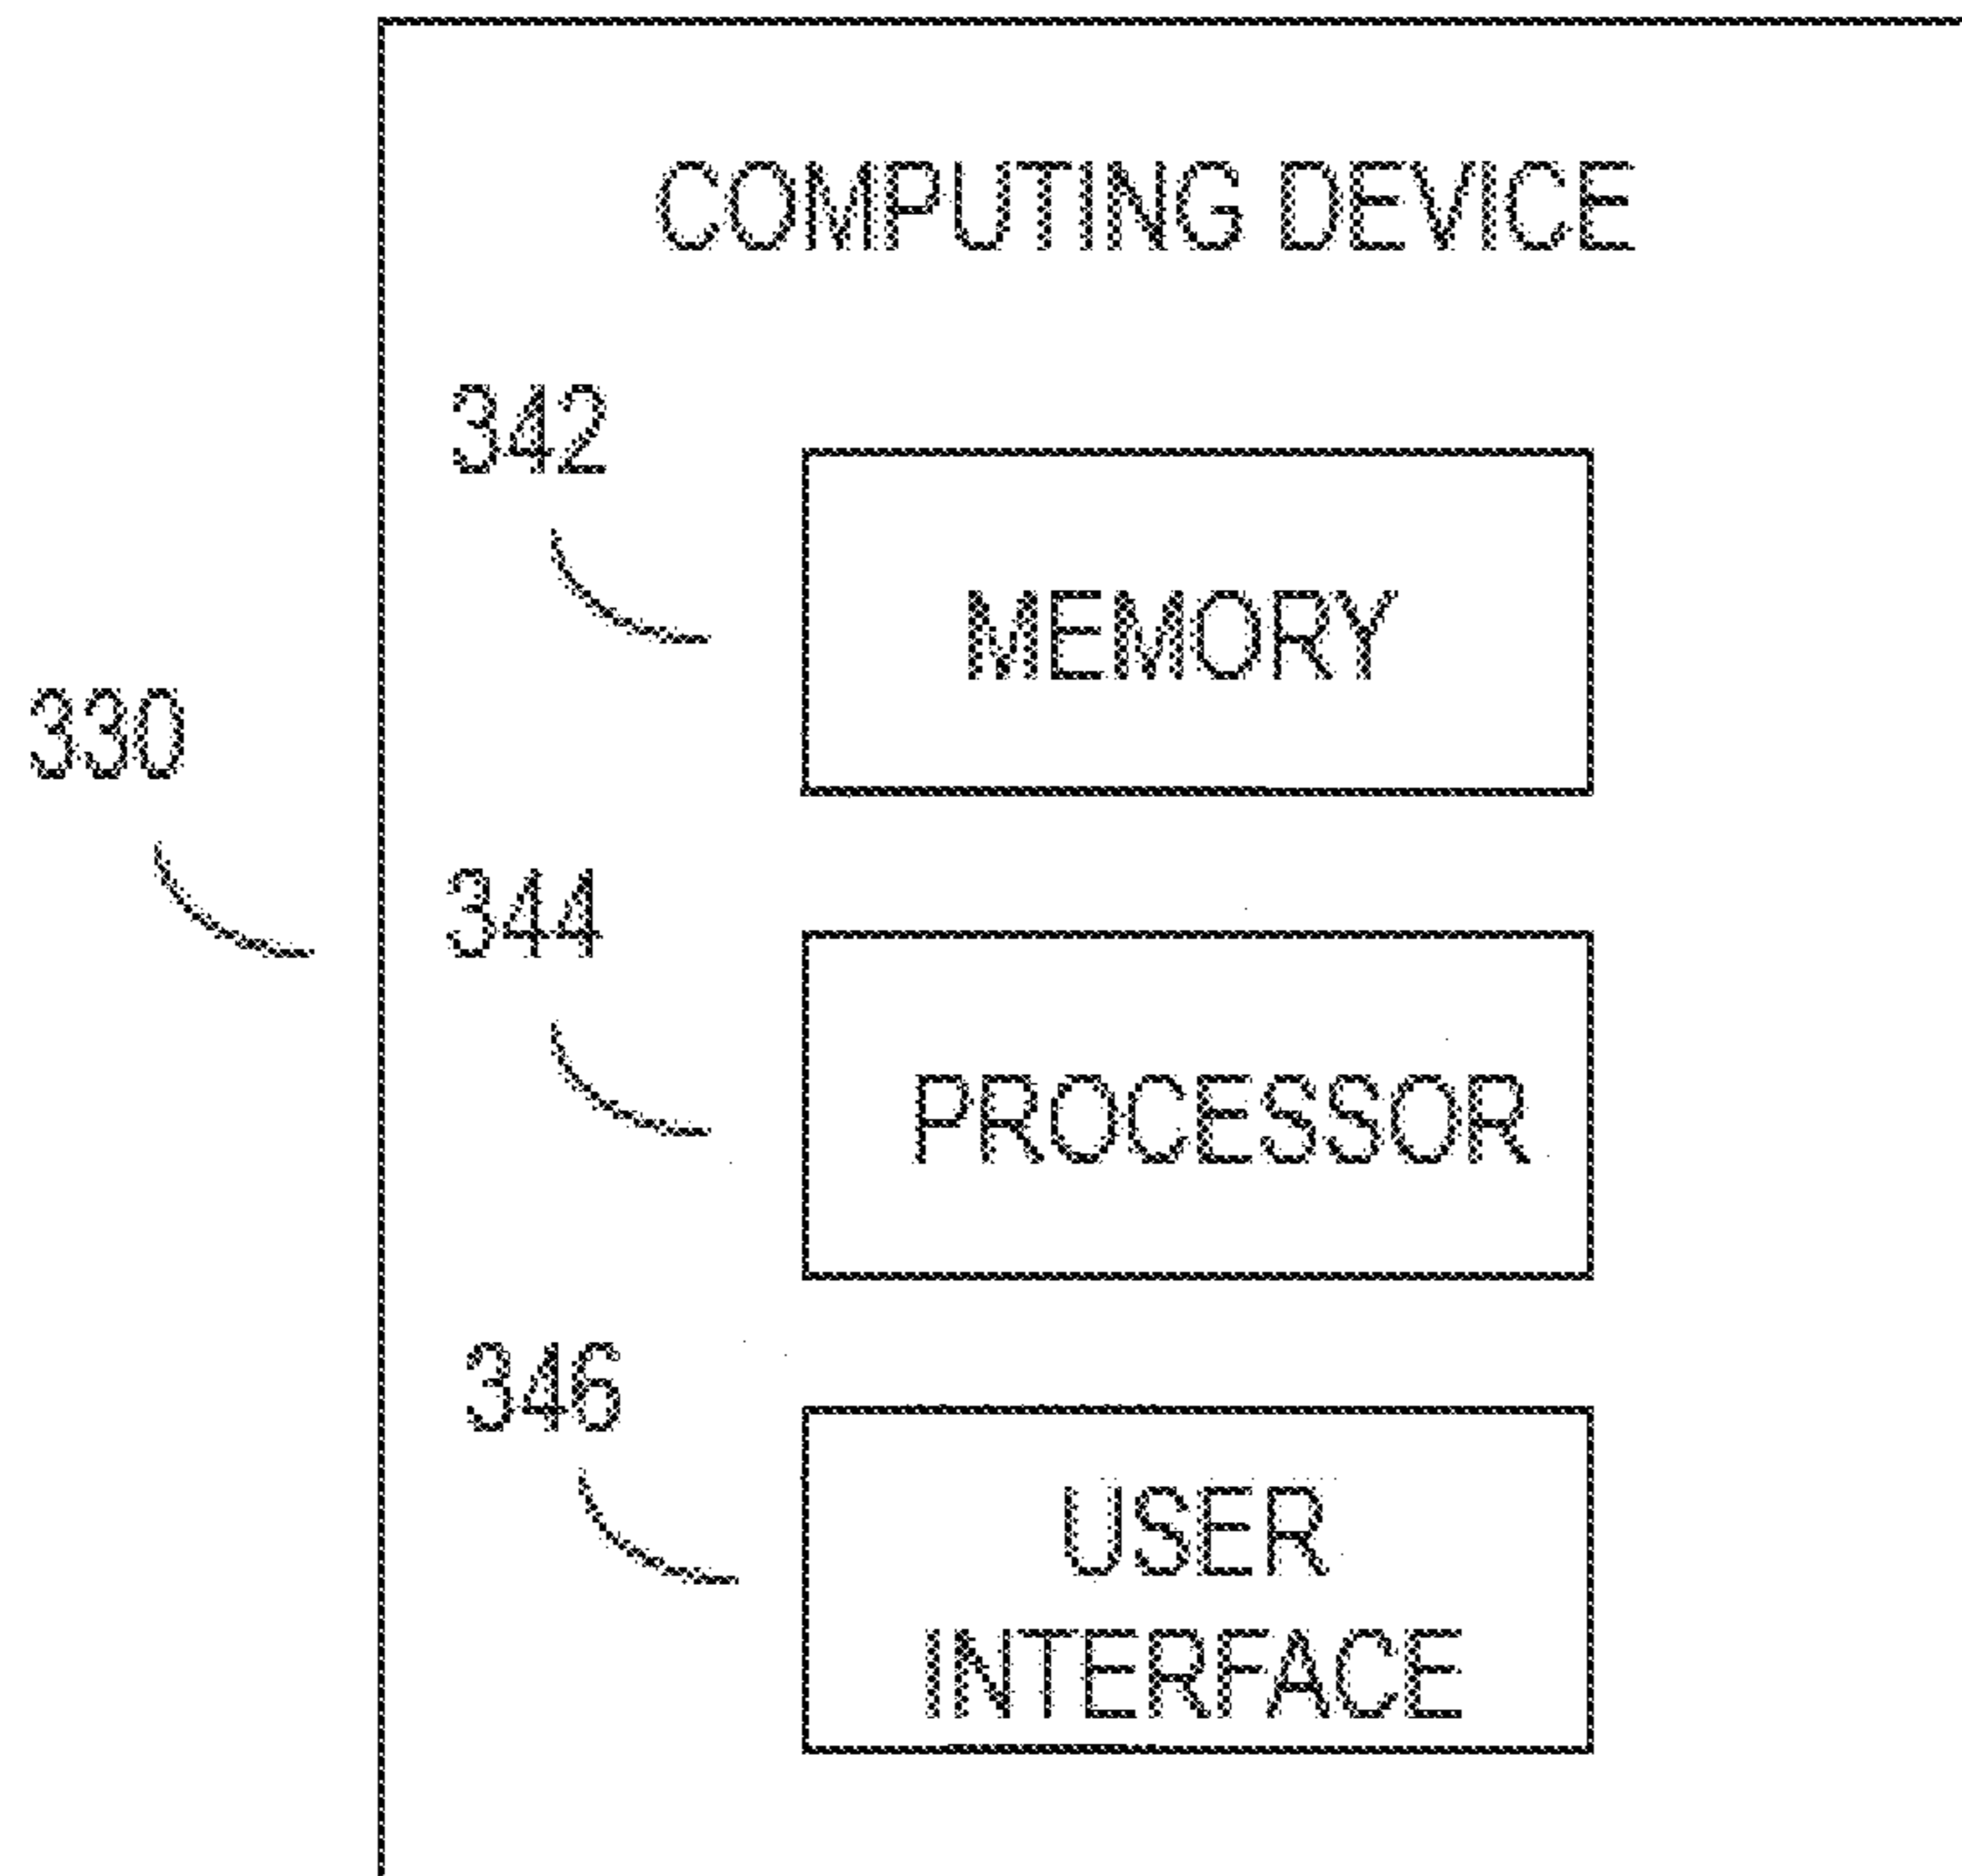 COMPUTING DEVICE
342
MEMORY
330
344
PROCESSOR
346
USER
INTERFACE